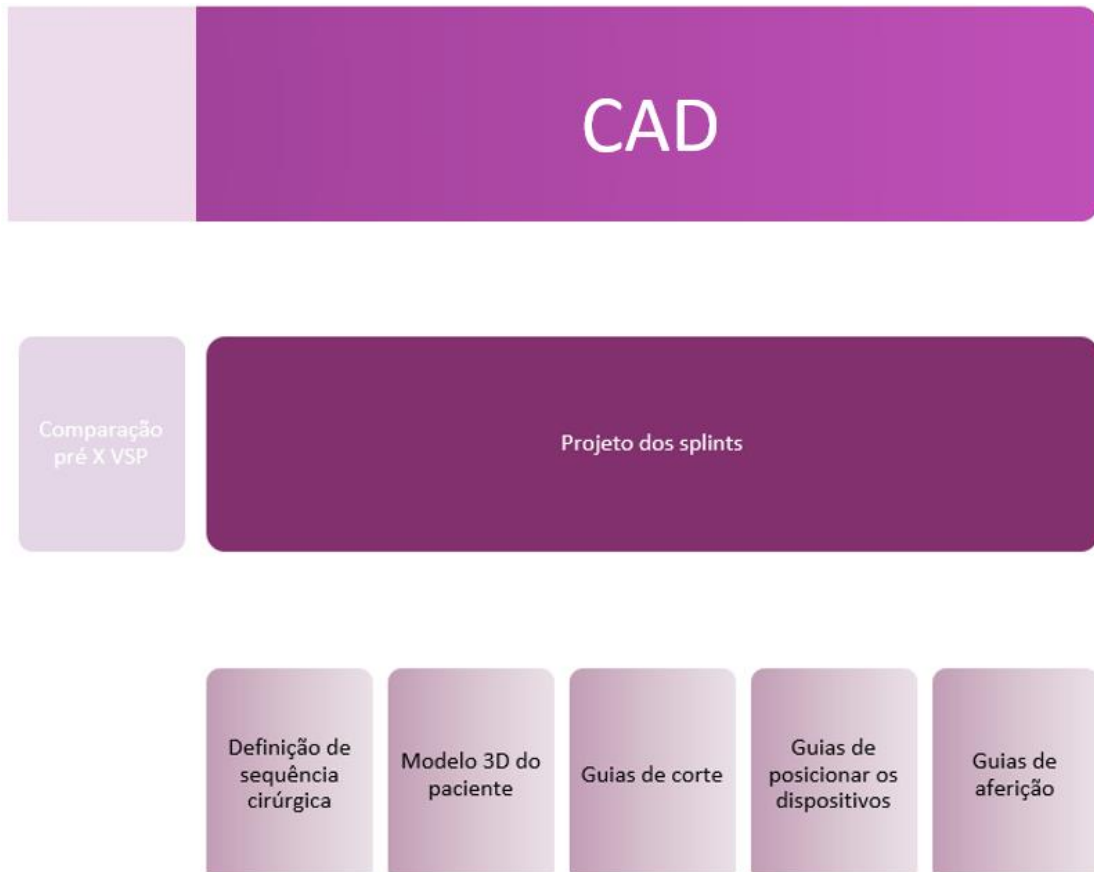 CAD
Comparação
pré X VSP
Projeto dos splints
Definição de
sequência
cirúrgica
Modelo 3D do
paciente
Guias de corte
Guias de
posicionar os
dispositivos
Guias de
aferição